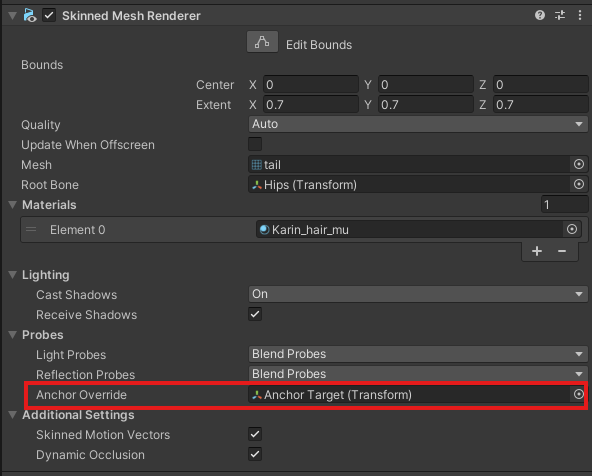 Skinned Mesh Renderer
Edit Bounds
Bounds
Center X 0 Y 0 Z 0
Extent X 0.7 Y 0.7 Z 0.7
Quality Auto
Update When Offscreen
Mesh tail
Root Bone Hips (Transform)
Materials 1
Element 0 Karin_hair_mu
+ −
Lighting
Cast Shadows On
Receive Shadows
Probes
Light Probes Blend Probes
Reflection Probes Blend Probes
Anchor Override Anchor Target (Transform)
Additional Settings
Skinned Motion Vectors
Dynamic Occlusion